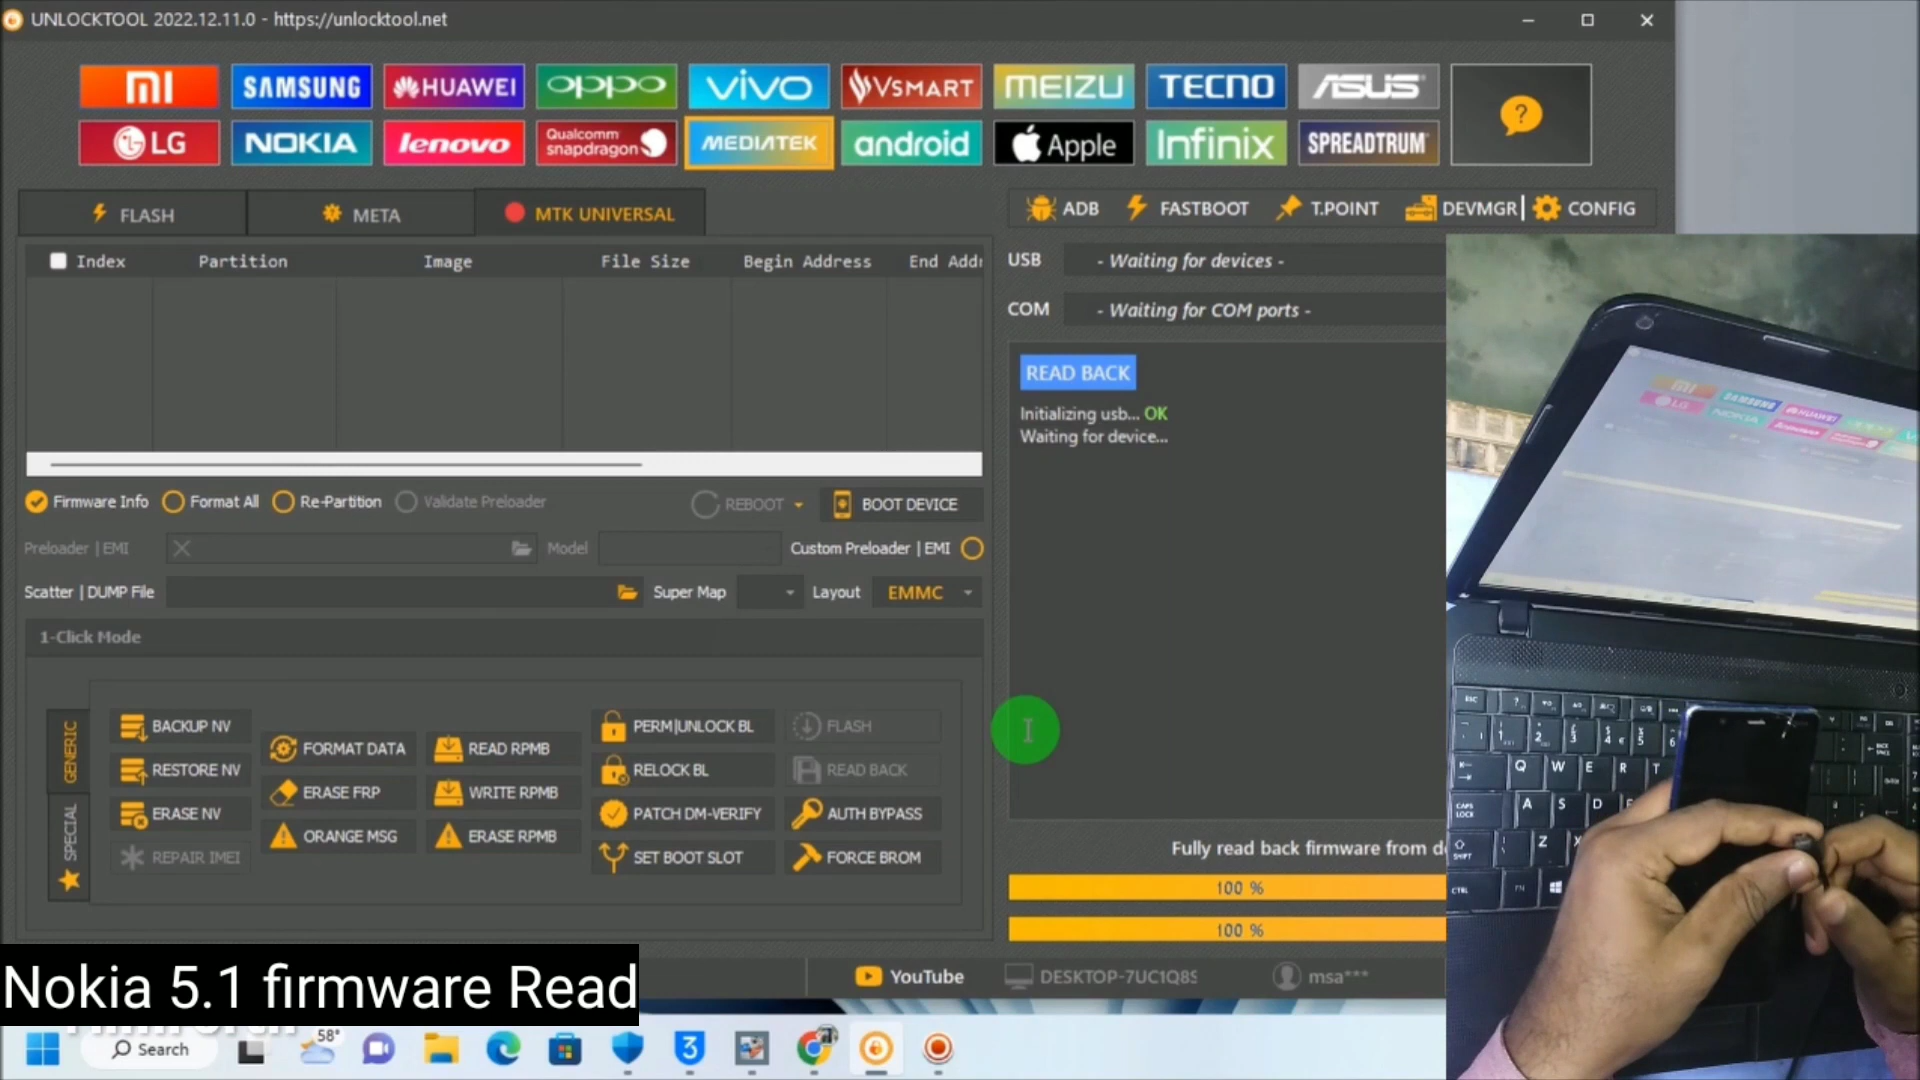 UNLOCKTOOL 2022.12.11.0 - https://unlocktool.net
SAMSUNG HUAWEI oppo vivo VSMART MEIZU TECNO ASUS ?
LG NOKIA lenovo Qualcomm snapdragon MEDIATEK android Apple Infinix SPREADTRUM
FLASH META MTK UNIVERSAL
ADB FASTBOOT T.POINT DEVMGR CONFIG
Index Partition Image File Size Begin Address End Addr
USB - Waiting for devices -
COM - Waiting for COM ports -
READ BACK
Initializing usb... OK
Waiting for device...
Firmware Info Format All Re-Partition Validate Preloader REBOOT BOOT DEVICE
Preloader | EMI Model Custom Preloader | EMI
Scatter | DUMP File Super Map Layout EMMC
1-Click Mode
GENERIC
SPECIAL
BACKUP NV
RESTORE NV
ERASE NV
REPAIR IMEI
FORMAT DATA
ERASE FRP
ORANGE MSG
READ RPMB
WRITE RPMB
ERASE RPMB
PERM|UNLOCK BL
RELOCK BL
PATCH DM-VERIFY
SET BOOT SLOT
FLASH
READ BACK
AUTH BYPASS
FORCE BROM
Fully read back firmware from de
100 %
100 %
YouTube DESKTOP-7UC1Q8S msa***
Nokia 5.1 firmware Read
58°
Search